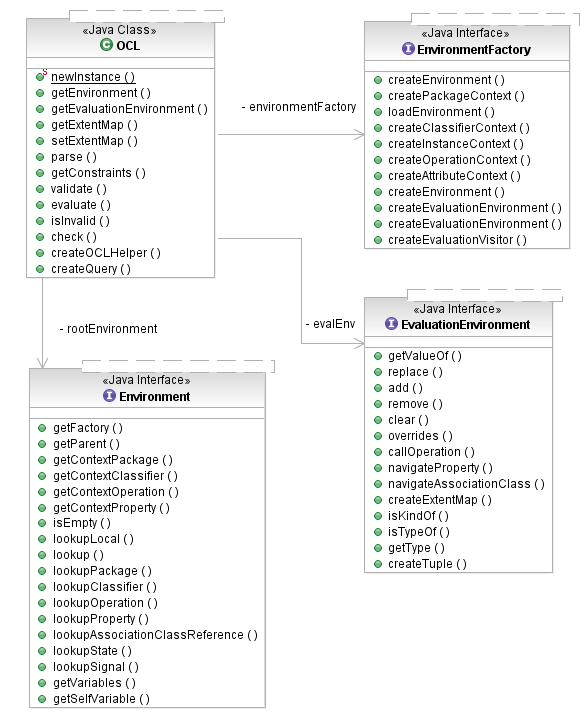 «Java Class»
OCL
newInstance ( )
getEnvironment ( )
getEvaluationEnvironment ( )
getExtentMap ( )
setExtentMap ( )
parse ( )
getConstraints ( )
validate ( )
evaluate ( )
isInvalid ( )
check ( )
createOCLHelper ( )
createQuery ( )
- environmentFactory
«Java Interface»
EnvironmentFactory
createEnvironment ( )
createPackageContext ( )
loadEnvironment ( )
createClassifierContext ( )
createInstanceContext ( )
createOperationContext ( )
createAttributeContext ( )
createEnvironment ( )
createEvaluationEnvironment ( )
createEvaluationEnvironment ( )
createEvaluationVisitor ( )
- rootEnvironment
- evalEnv
«Java Interface»
EvaluationEnvironment
getValueOf ( )
replace ( )
add ( )
remove ( )
clear ( )
overrides ( )
callOperation ( )
navigateProperty ( )
navigateAssociationClass ( )
createExtentMap ( )
isKindOf ( )
isTypeOf ( )
getType ( )
createTuple ( )
«Java Interface»
Environment
getFactory ( )
getParent ( )
getContextPackage ( )
getContextClassifier ( )
getContextOperation ( )
getContextProperty ( )
isEmpty ( )
lookupLocal ( )
lookup ( )
lookupPackage ( )
lookupClassifier ( )
lookupOperation ( )
lookupProperty ( )
lookupAssociationClassReference ( )
lookupState ( )
lookupSignal ( )
getVariables ( )
getSelfVariable ( )